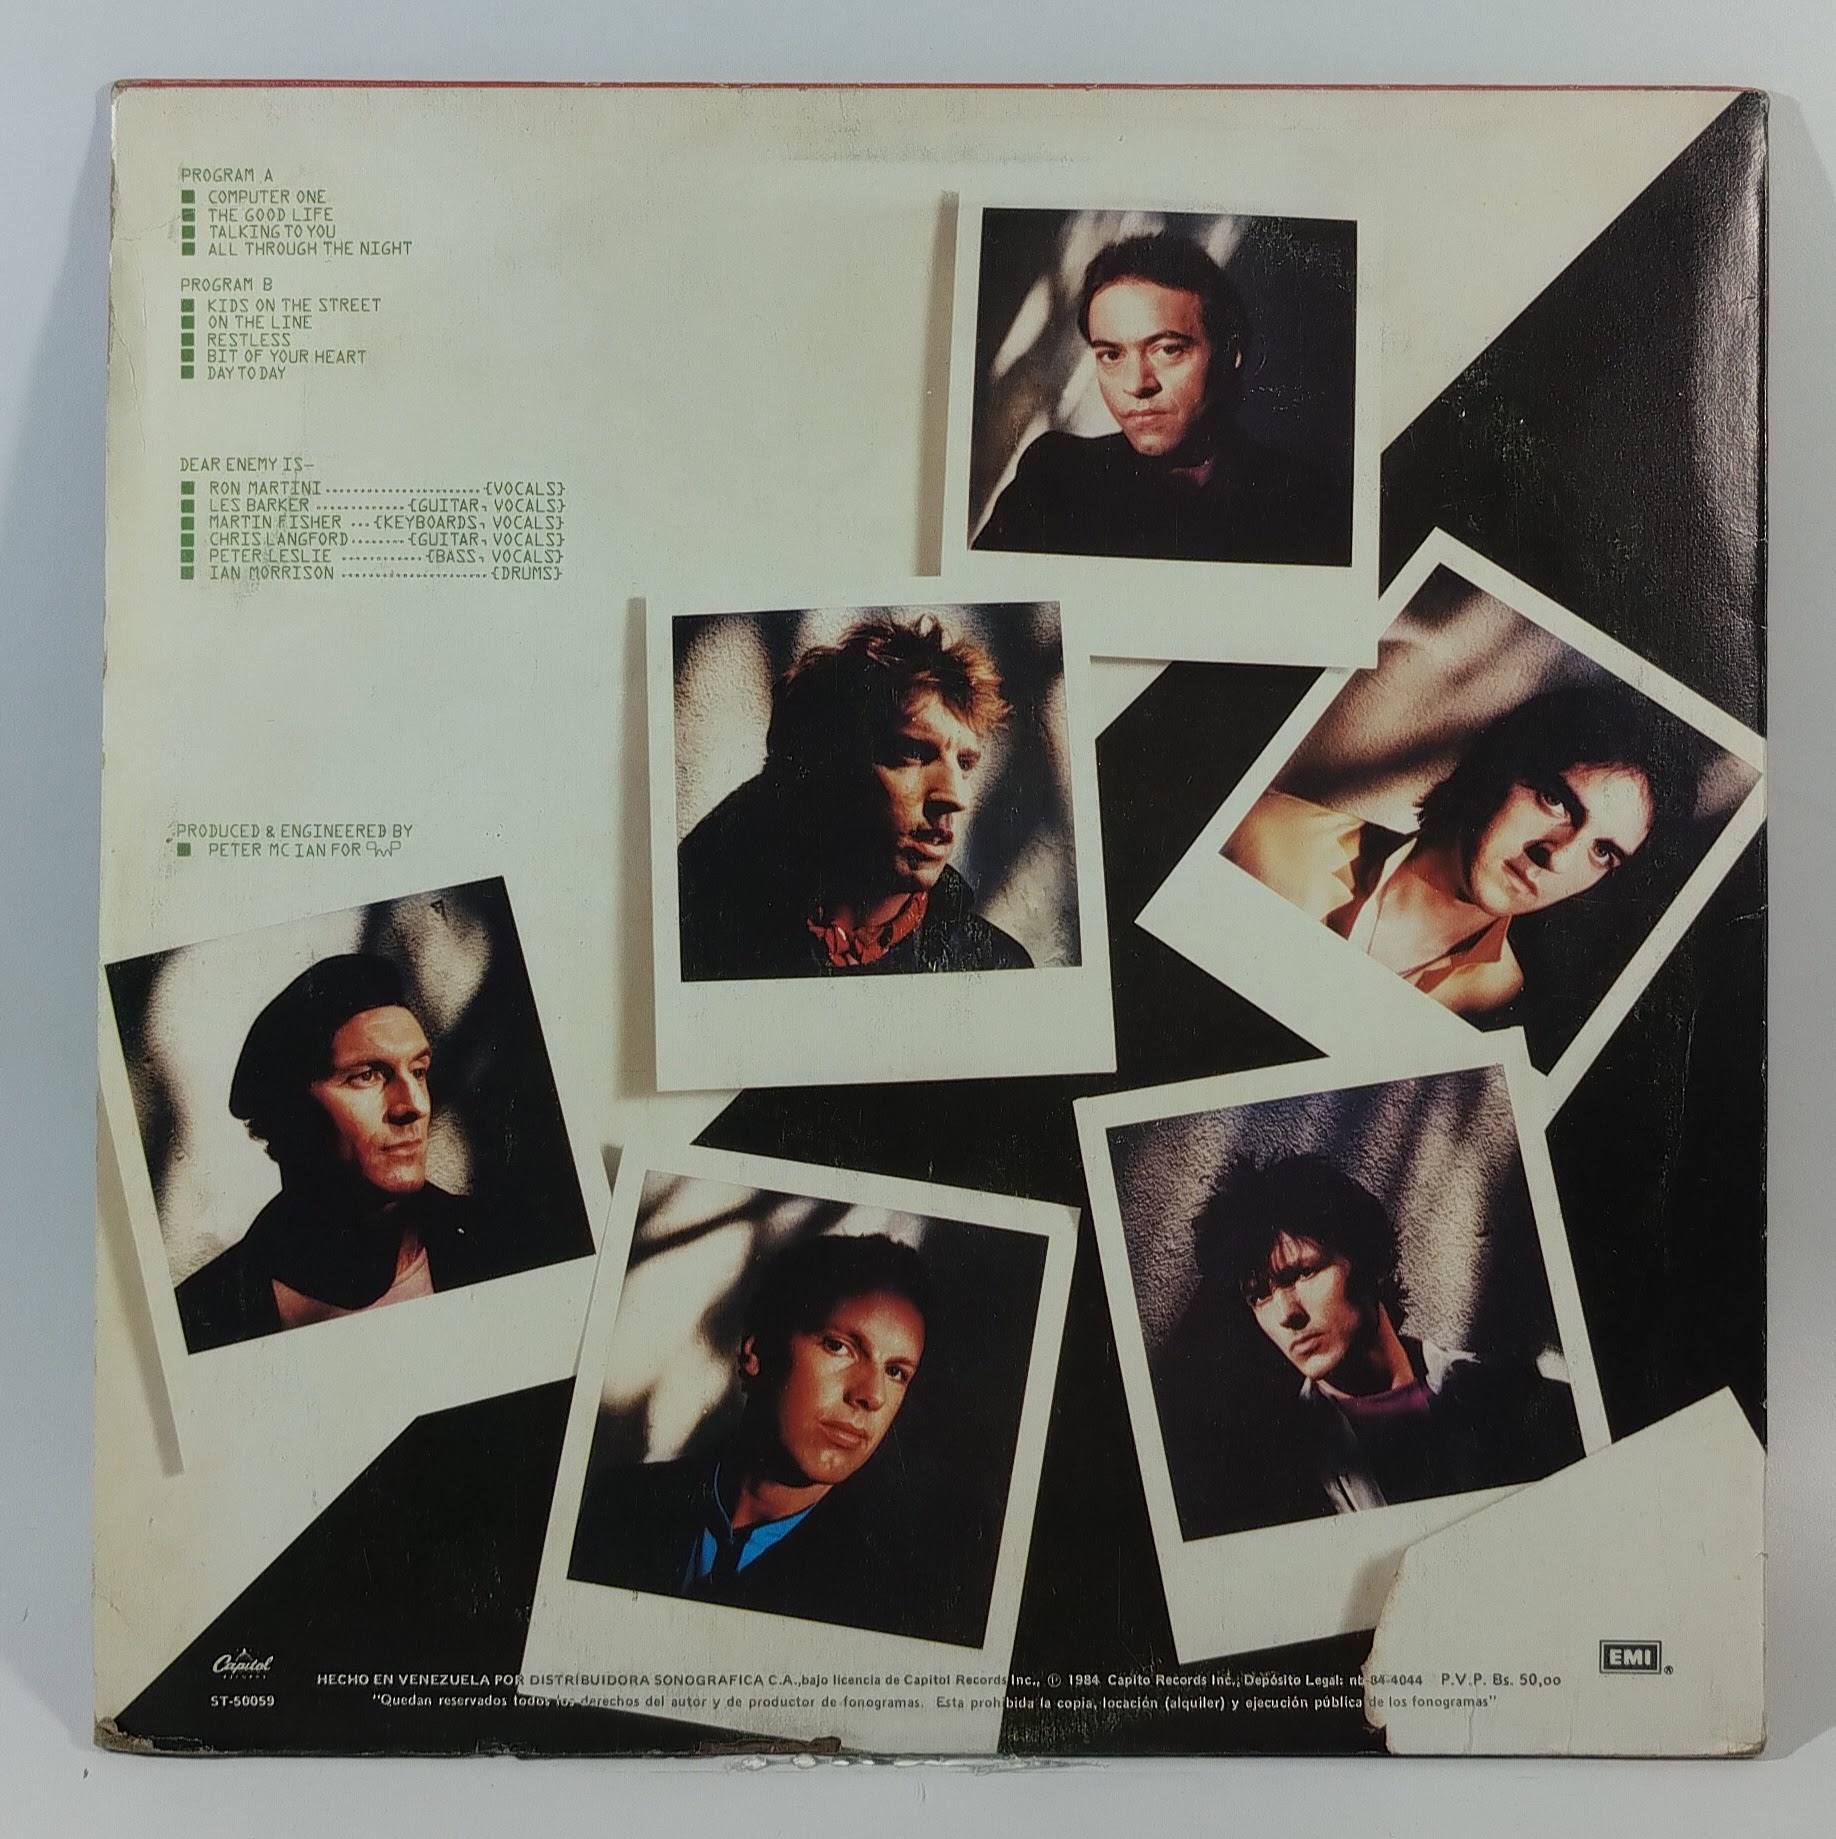 PROGRAM A
COMPUTER ONE
THE GOOD LIFE
TALKING TO YOU
ALL THROUGH THE NIGHT
PROGRAM B
KIDS ON THE STREET
ON THE LINE
RESTLESS
BIT OF YOUR HEART
DAY TO DAY
DEAR ENEMY IS-
RON MARTINI......................{VOCALS}
LES BARKER .............{GUITAR, VOCALS}
MARTIN FISHER ...{KEYBOARDS, VOCALS}
CHRIS LANGFORD........{GUITAR, VOCALS}
PETER LESLIE ............{BASS, VOCALS}
IAN MORRISON .....................{DRUMS}
PRODUCED & ENGINEERED BY
PETER MC IAN FOR
Capitol
RECORDS
ST-50059
HECHO EN VENEZUELA POR DISTRIBUIDORA SONOGRAFICA C.A.,bajo licencia de Capitol Records Inc., Ⓟ 1984 Capito Records Inc., Depósito Legal: nb 84-4044 P.V.P. Bs. 50,oo
"Quedan reservados todos los derechos del autor y de productor de fonogramas. Esta prohibida la copia, locación (alquiler) y ejecución pública de los fonogramas"
EMI ®